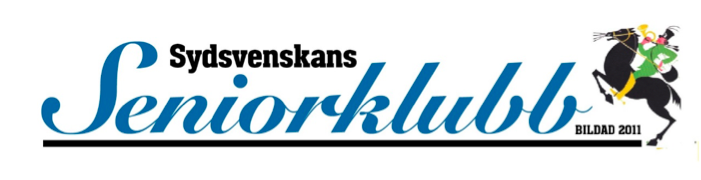 Sydsvenskans
Seniorklubb
BILDAD 2011